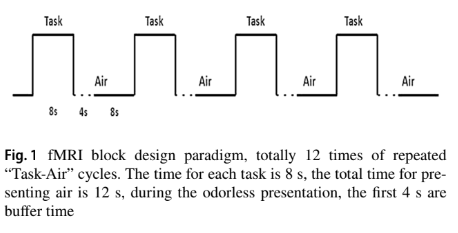 Task Task Task Task
Air Air Air Air
8s 4s 8s
Fig. 1 fMRI block design paradigm, totally 12 times of repeated
“Task-Air” cycles. The time for each task is 8 s, the total time for pre-
senting air is 12 s, during the odorless presentation, the first 4 s are
buffer time